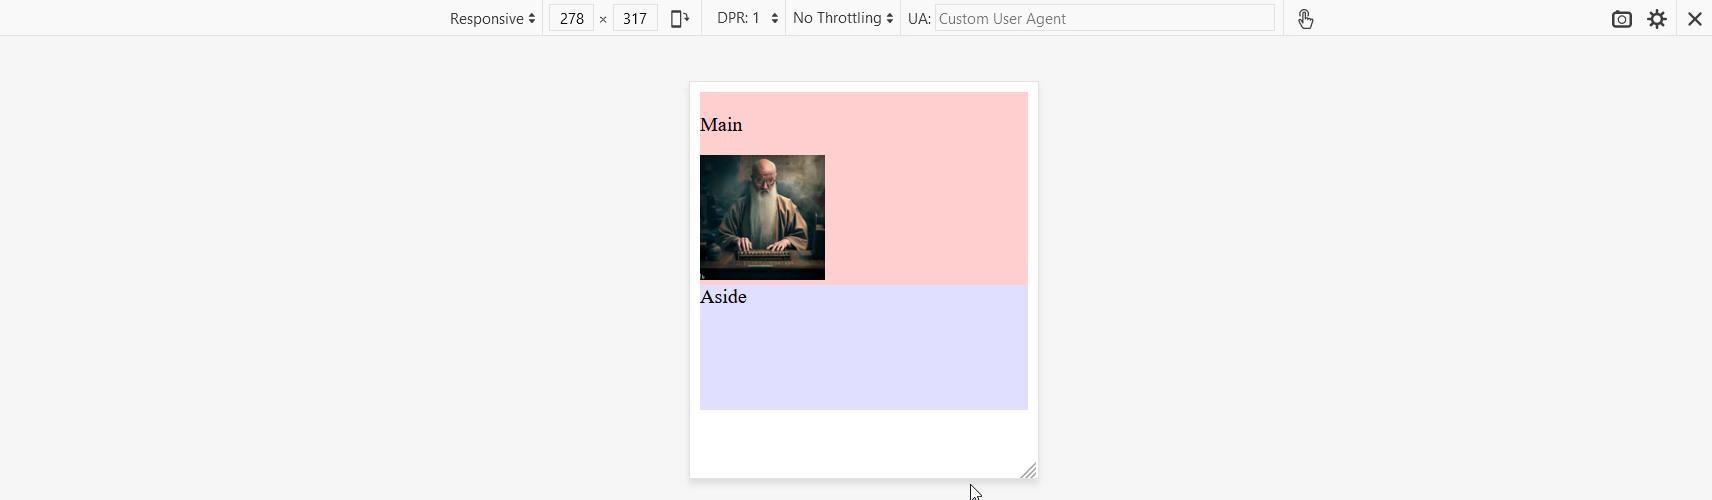 Responsive 278 × 317 DPR: 1 No Throttling UA: Custom User Agent
Main
Aside